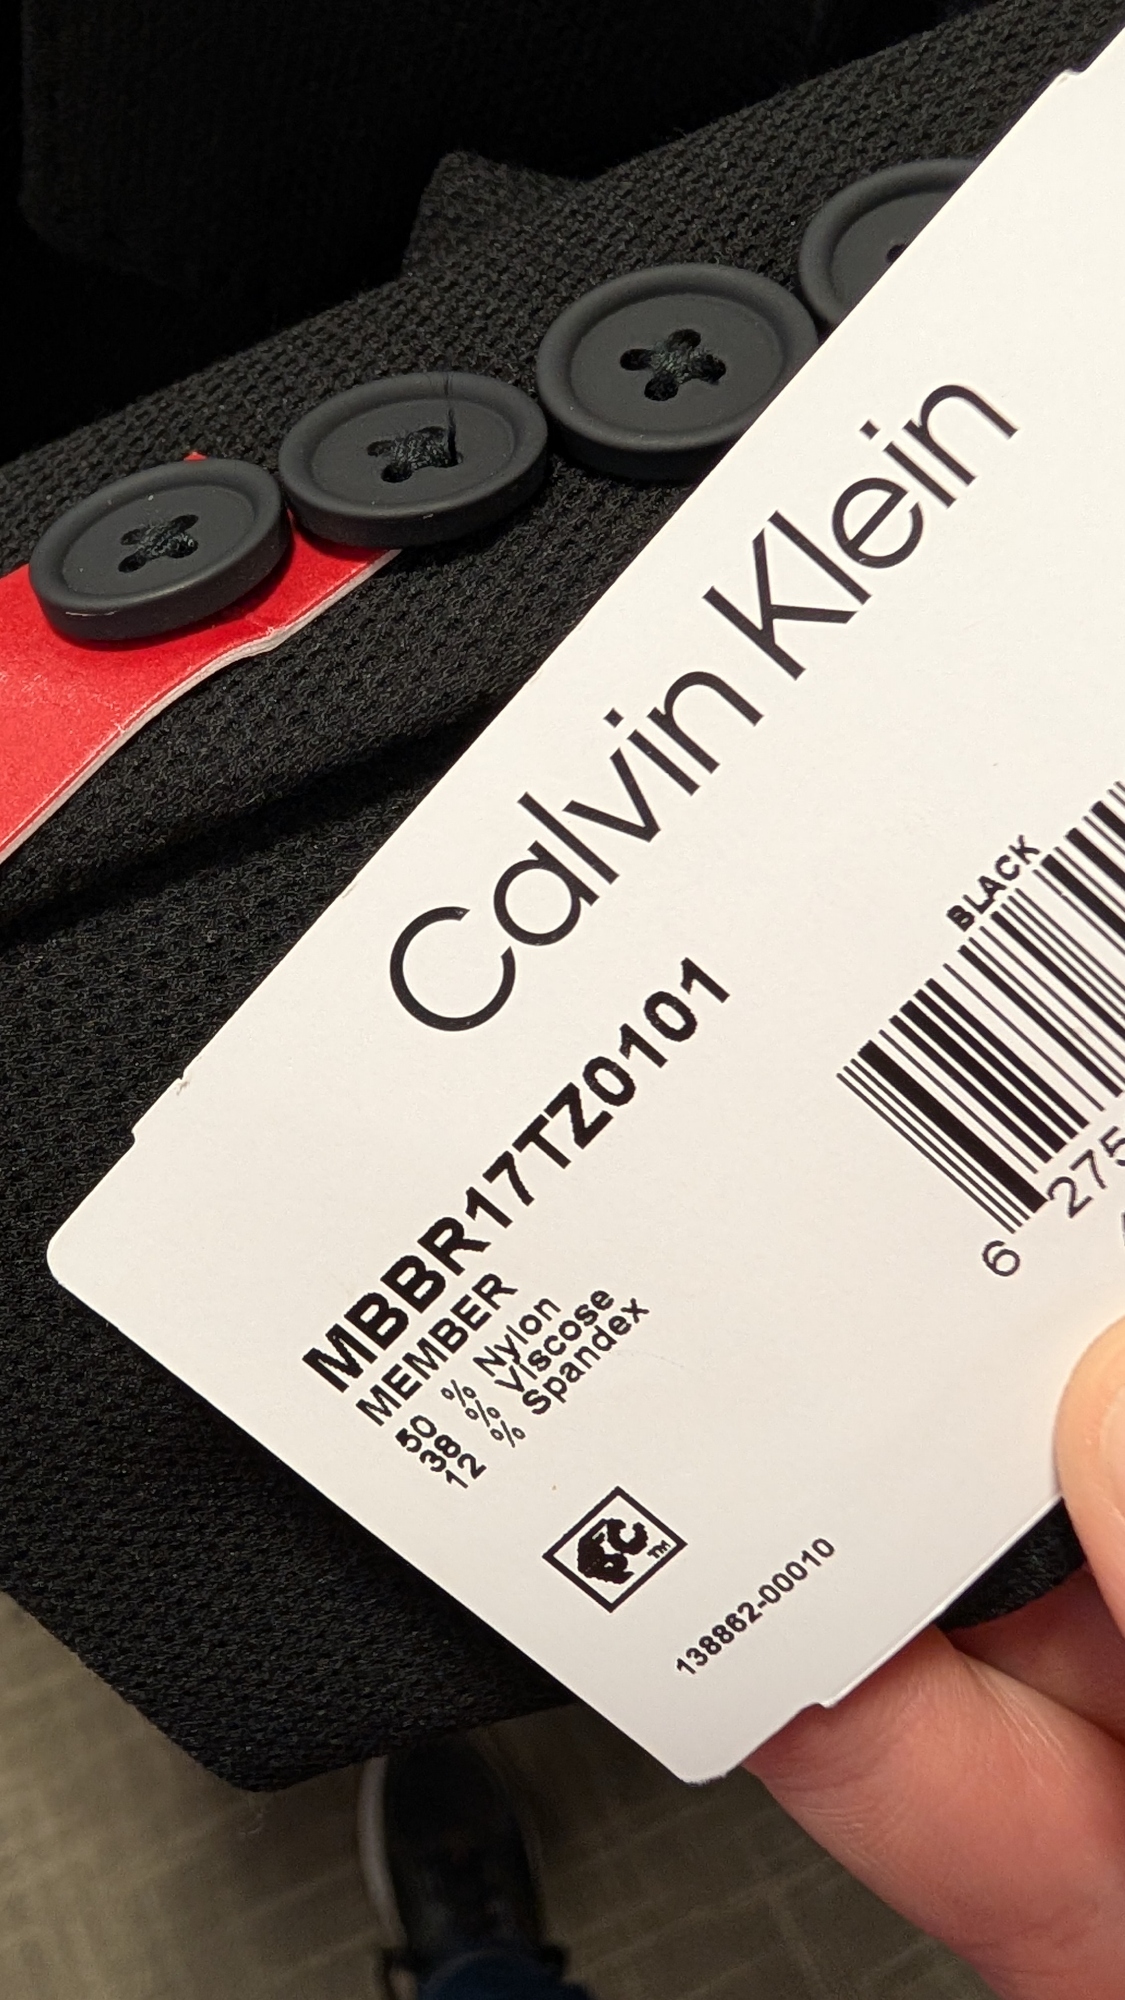 Calvin Klein
MBBR17TZ0101
MEMBER
50 % Nylon
38 % Viscose
12 % Spandex
BLACK
6 275
138862-00010